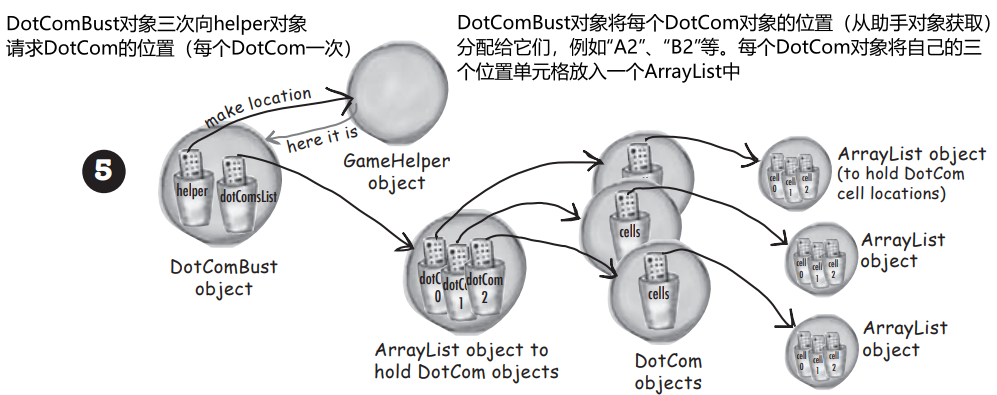 DotComBust对象三次向helper对象
请求DotCom的位置（每个DotCom一次）
DotComBust对象将每个DotCom对象的位置（从助手对象获取）
分配给它们，例如“A2”、“B2”等。每个DotCom对象将自己的三
个位置单元格放入一个ArrayList中
make location
here it is
GameHelper
object
5
helper
dotComsList
DotComBust
object
dotC
0
dotC
1
dotCom
2
ArrayList object to
hold DotCom objects
cells
cells
DotCom
objects
cell
0
cell
1
cell
2
ArrayList object
(to hold DotCom
cell locations)
cell
0
cell
1
cell
2
ArrayList
object
cell
0
cell
1
cell
2
ArrayList
object